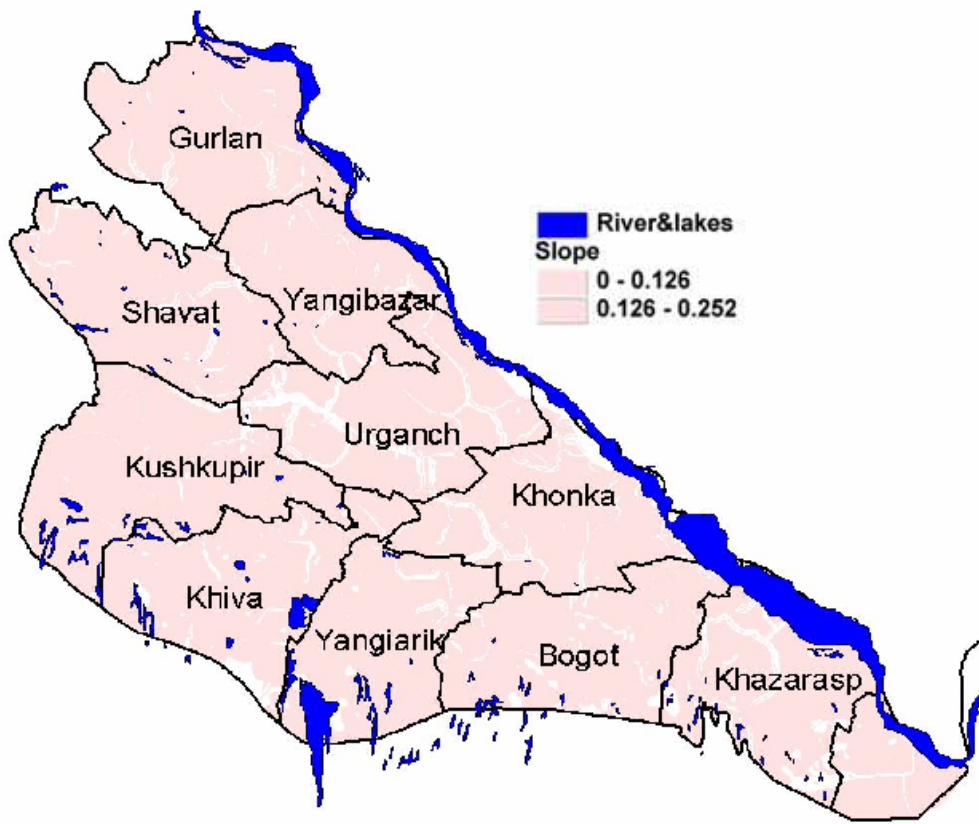 Gurlan
River&lakes
Slope
0 - 0.126
0.126 - 0.252
Yangibazar
Shavat
Urganch
Kushkupir
Khonka
Khiva
Yangiarik
Bogot
Khazarasp